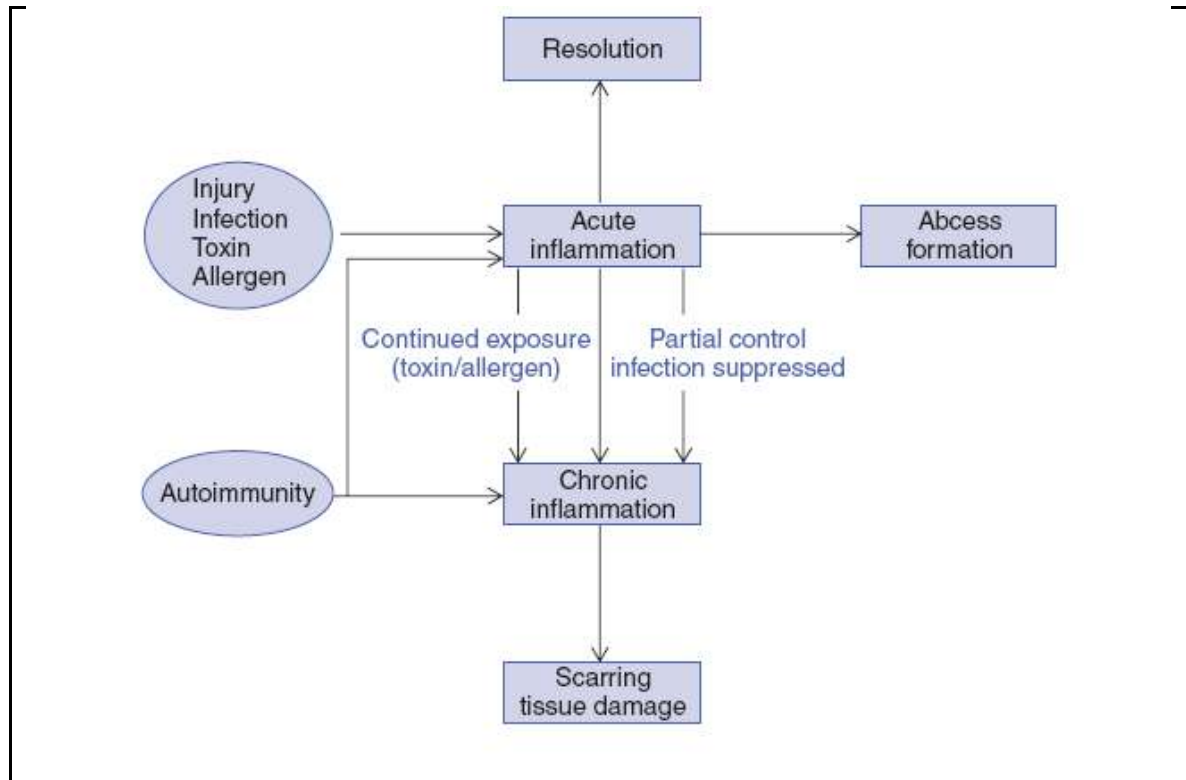 Resolution
Injury
Infection
Toxin
Allergen
Acute
inflammation
Abcess
formation
Continued exposure
(toxin/allergen)
Partial control
infection suppressed
Autoimmunity
Chronic
inflammation
Scarring
tissue damage